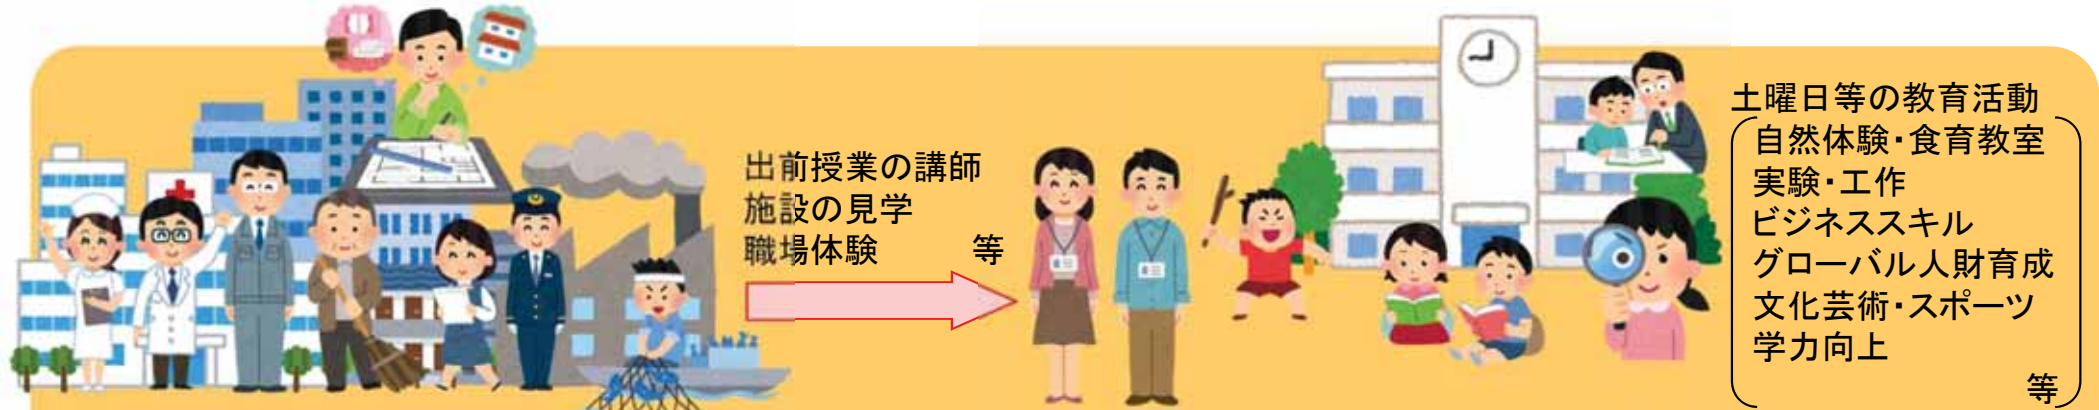 出前授業の講師
施設の見学
職場体験　　　等
土曜日等の教育活動
自然体験・食育教室
実験・工作
ビジネススキル
グローバル人財育成
文化芸術・スポーツ
学力向上
等